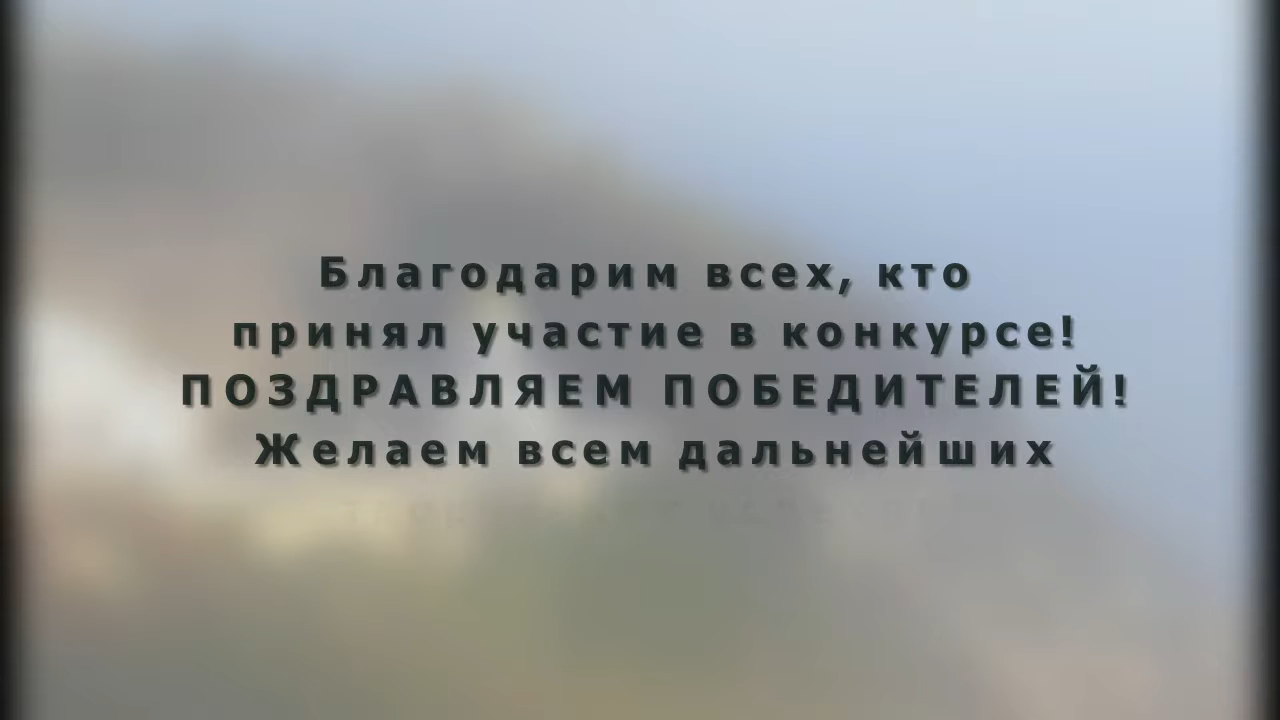 Благодарим всех, кто
принял участие в конкурсе!
ПОЗДРАВЛЯЕМ ПОБЕДИТЕЛЕЙ!
Желаем всем дальнейших